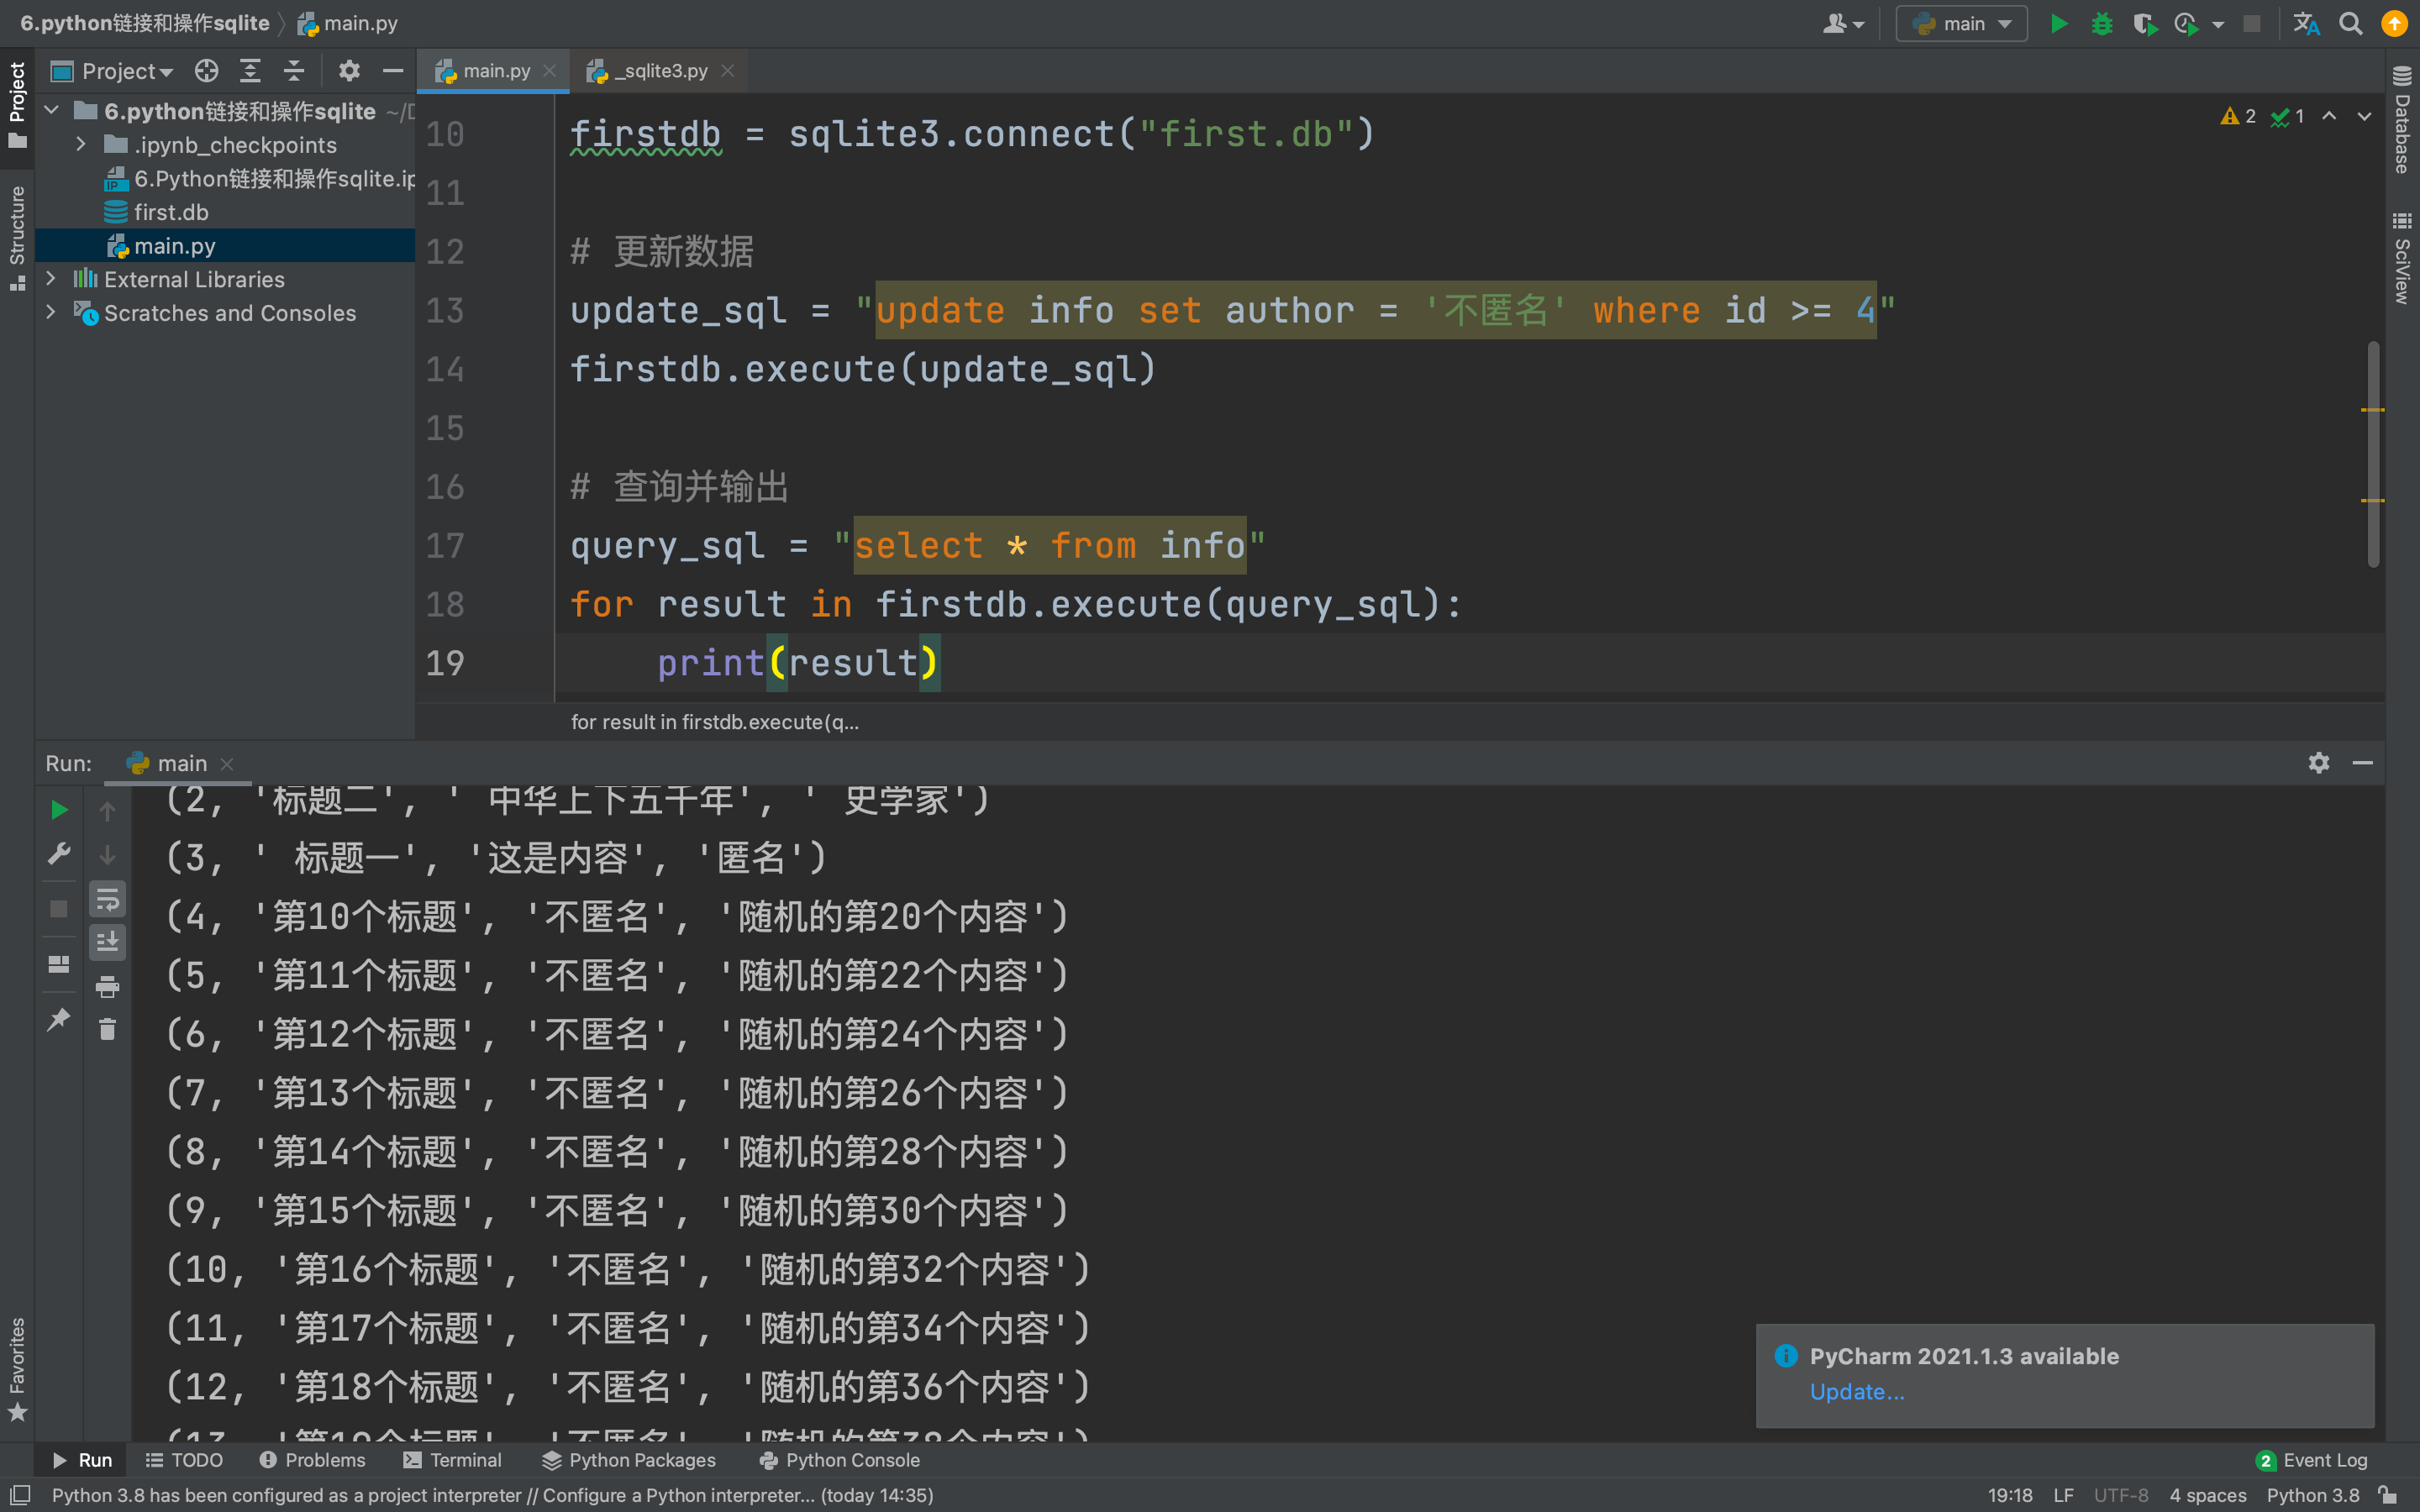 6.python链接和操作sqlite main.py
main
Project
main.py
_sqlite3.py
6.python链接和操作sqlite ~/D
.ipynb_checkpoints
6.Python链接和操作sqlite.ip
first.db
main.py
External Libraries
Scratches and Consoles
Project
Structure
Favorites
Database
SciView
2 1
10 firstdb = sqlite3.connect("first.db")
11
12 # 更新数据
13 update_sql = "update info set author = '不匿名' where id >= 4"
14 firstdb.execute(update_sql)
15
16 # 查询并输出
17 query_sql = "select * from info"
18 for result in firstdb.execute(query_sql):
19 print(result)
for result in firstdb.execute(q...
Run: main
(2, '标题二', ' 中华上下五千年', ' 史学家')
(3, ' 标题一', '这是内容', '匿名')
(4, '第10个标题', '不匿名', '随机的第20个内容')
(5, '第11个标题', '不匿名', '随机的第22个内容')
(6, '第12个标题', '不匿名', '随机的第24个内容')
(7, '第13个标题', '不匿名', '随机的第26个内容')
(8, '第14个标题', '不匿名', '随机的第28个内容')
(9, '第15个标题', '不匿名', '随机的第30个内容')
(10, '第16个标题', '不匿名', '随机的第32个内容')
(11, '第17个标题', '不匿名', '随机的第34个内容')
(12, '第18个标题', '不匿名', '随机的第36个内容')
(13, '第19个标题', '不匿名', '随机的第38个内容')
PyCharm 2021.1.3 available
Update...
Run TODO Problems Terminal Python Packages Python Console 2 Event Log
Python 3.8 has been configured as a project interpreter // Configure a Python interpreter... (today 14:35) 19:18 LF UTF-8 4 spaces Python 3.8